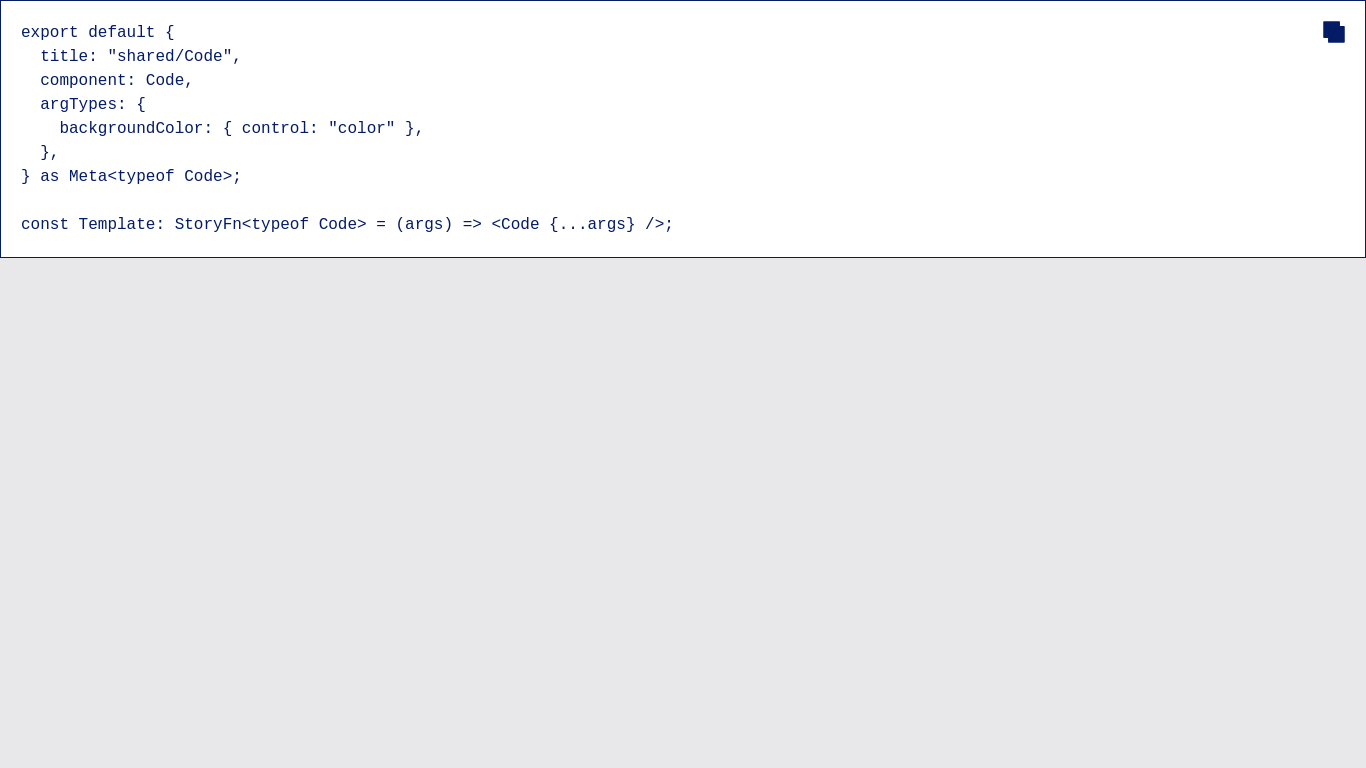 export default {
  title: "shared/Code",
  component: Code,
  argTypes: {
    backgroundColor: { control: "color" },
  },
} as Meta<typeof Code>;

const Template: StoryFn<typeof Code> = (args) => <Code {...args} />;